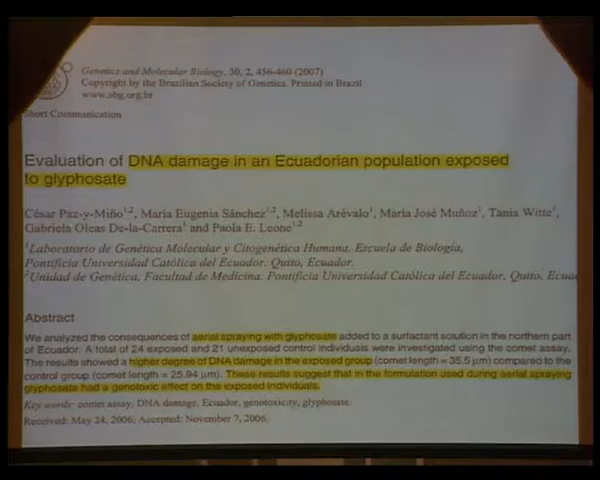 Genetics and Molecular Biology, 30, 2, 456-460 (2007)
Copyright by the Brazilian Society of Genetics. Printed in Brazil
www.sbg.org.br
Short Communication
Evaluation of DNA damage in an Ecuadorian population exposed
to glyphosate
César Paz-y-Miño1,2, María Eugenia Sánchez1,2, Melissa Arévalo1, María José Muñoz1, Tania Witte1,
Gabriela Oleas De-la-Carrera1 and Paola E. Leone1,2
1Laboratorio de Genética Molecular y Citogenética Humana, Escuela de Biología,
Pontificia Universidad Católica del Ecuador, Quito, Ecuador.
2Unidad de Genética, Facultad de Medicina, Pontificia Universidad Católica del Ecuador, Quito, Ecua
Abstract
We analyzed the consequences of aerial spraying with glyphosate added to a surfactant solution in the northern part
of Ecuador. A total of 24 exposed and 21 unexposed control individuals were investigated using the comet assay.
The results showed a higher degree of DNA damage in the exposed group (comet length = 35.5 µm) compared to the
control group (comet length = 25.94 µm). These results suggest that in the formulation used during aerial spraying
glyphosate had a genotoxic effect on the exposed individuals.
Key words: comet assay, DNA damage, Ecuador, genotoxicity, glyphosate.
Received: May 24, 2006; Accepted: November 7, 2006.